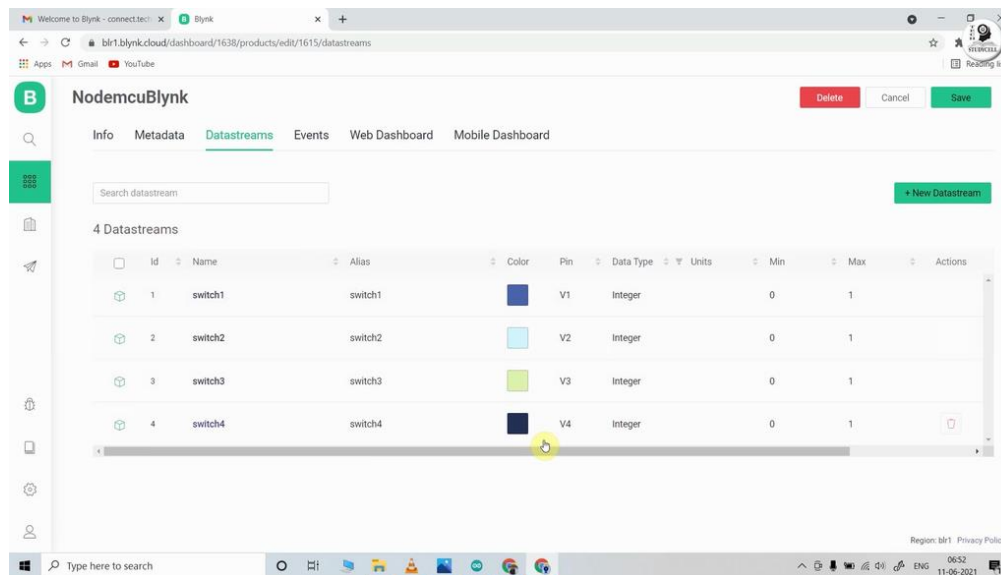 Welcome to Blynk - connect.tech
Blynk
blr1.blynk.cloud/dashboard/1638/products/edit/1615/datastreams
Apps
Gmail
YouTube
Reading
STUDYCELL
B
NodemcuBlynk
Delete
Cancel
Save
Info
Metadata
Datastreams
Events
Web Dashboard
Mobile Dashboard
Search datastream
+ New Datastream
4 Datastreams
Id Name Alias Color Pin Data Type Units Min Max Actions
1 switch1 switch1 V1 Integer 0 1
2 switch2 switch2 V2 Integer 0 1
3 switch3 switch3 V3 Integer 0 1
4 switch4 switch4 V4 Integer 0 1
Region: blr1 Privacy Polic
Type here to search
ENG
06:52
11-06-2021